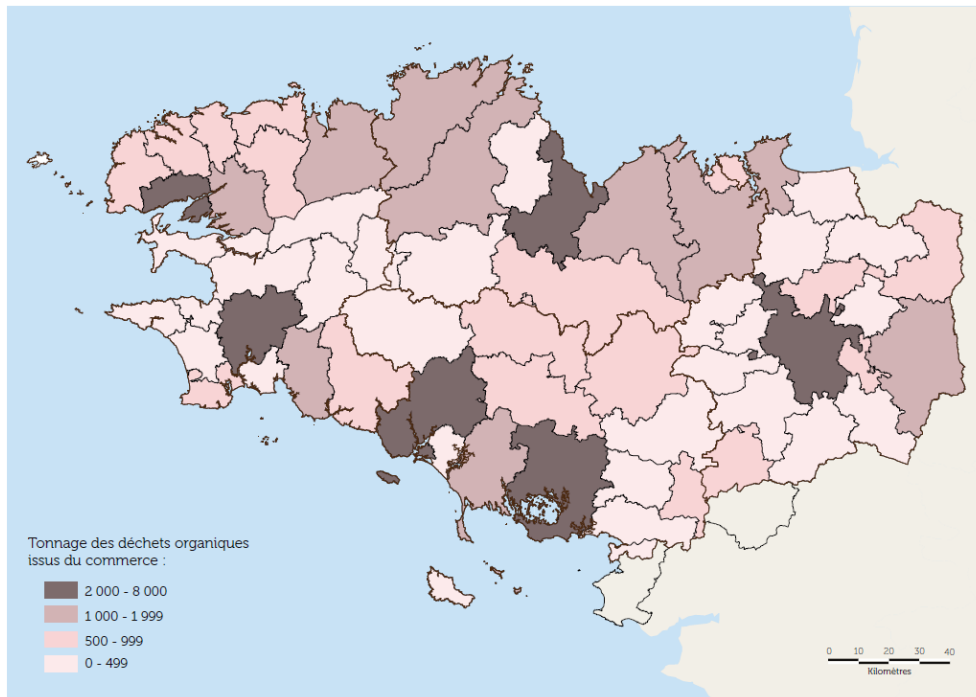 Tonnage des déchets organiques
issus du commerce :
2 000 - 8 000
1 000 - 1 999
500 - 999
0 - 499
0 10 20 30 40
Kilomètres